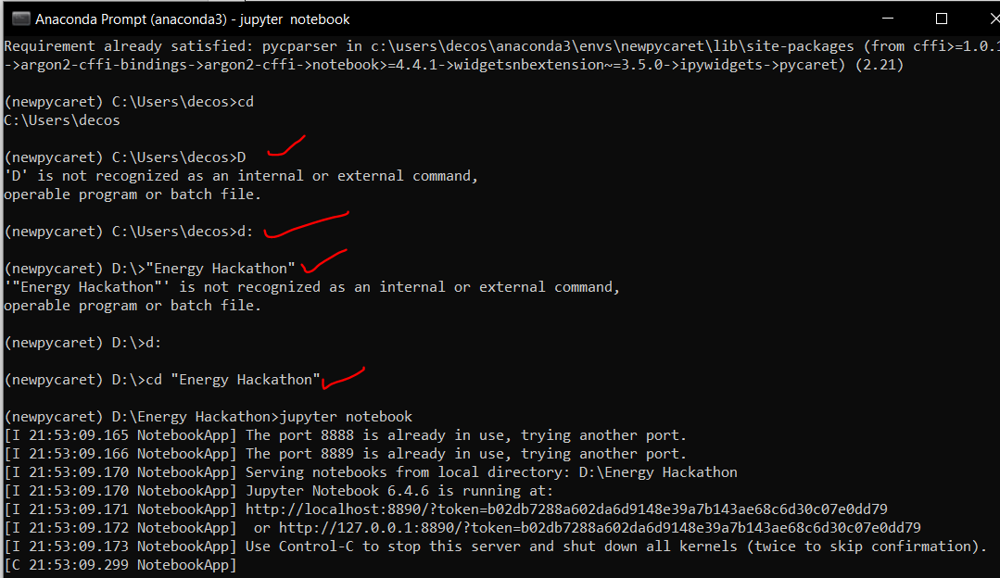 Anaconda Prompt (anaconda3) - jupyter  notebook
Requirement already satisfied: pycparser in c:\users\decos\anaconda3\envs\newpycaret\lib\site-packages (from cffi>=1.0.1
->argon2-cffi-bindings->argon2-cffi->notebook>=4.4.1->widgetsnbextension~=3.5.0->ipywidgets->pycaret) (2.21)
(newpycaret) C:\Users\decos>cd
C:\Users\decos
(newpycaret) C:\Users\decos>D
'D' is not recognized as an internal or external command,
operable program or batch file.
(newpycaret) C:\Users\decos>d:
(newpycaret) D:\>"Energy Hackathon"
'"Energy Hackathon"' is not recognized as an internal or external command,
operable program or batch file.
(newpycaret) D:\>d:
(newpycaret) D:\>cd "Energy Hackathon"
(newpycaret) D:\Energy Hackathon>jupyter notebook
[I 21:53:09.165 NotebookApp] The port 8888 is already in use, trying another port.
[I 21:53:09.166 NotebookApp] The port 8889 is already in use, trying another port.
[I 21:53:09.170 NotebookApp] Serving notebooks from local directory: D:\Energy Hackathon
[I 21:53:09.170 NotebookApp] Jupyter Notebook 6.4.6 is running at:
[I 21:53:09.171 NotebookApp] http://localhost:8890/?token=b02db7288a602da6d9148e39a7b143ae68c6d30c07e0dd79
[I 21:53:09.172 NotebookApp]  or http://127.0.0.1:8890/?token=b02db7288a602da6d9148e39a7b143ae68c6d30c07e0dd79
[I 21:53:09.173 NotebookApp] Use Control-C to stop this server and shut down all kernels (twice to skip confirmation).
[C 21:53:09.299 NotebookApp]